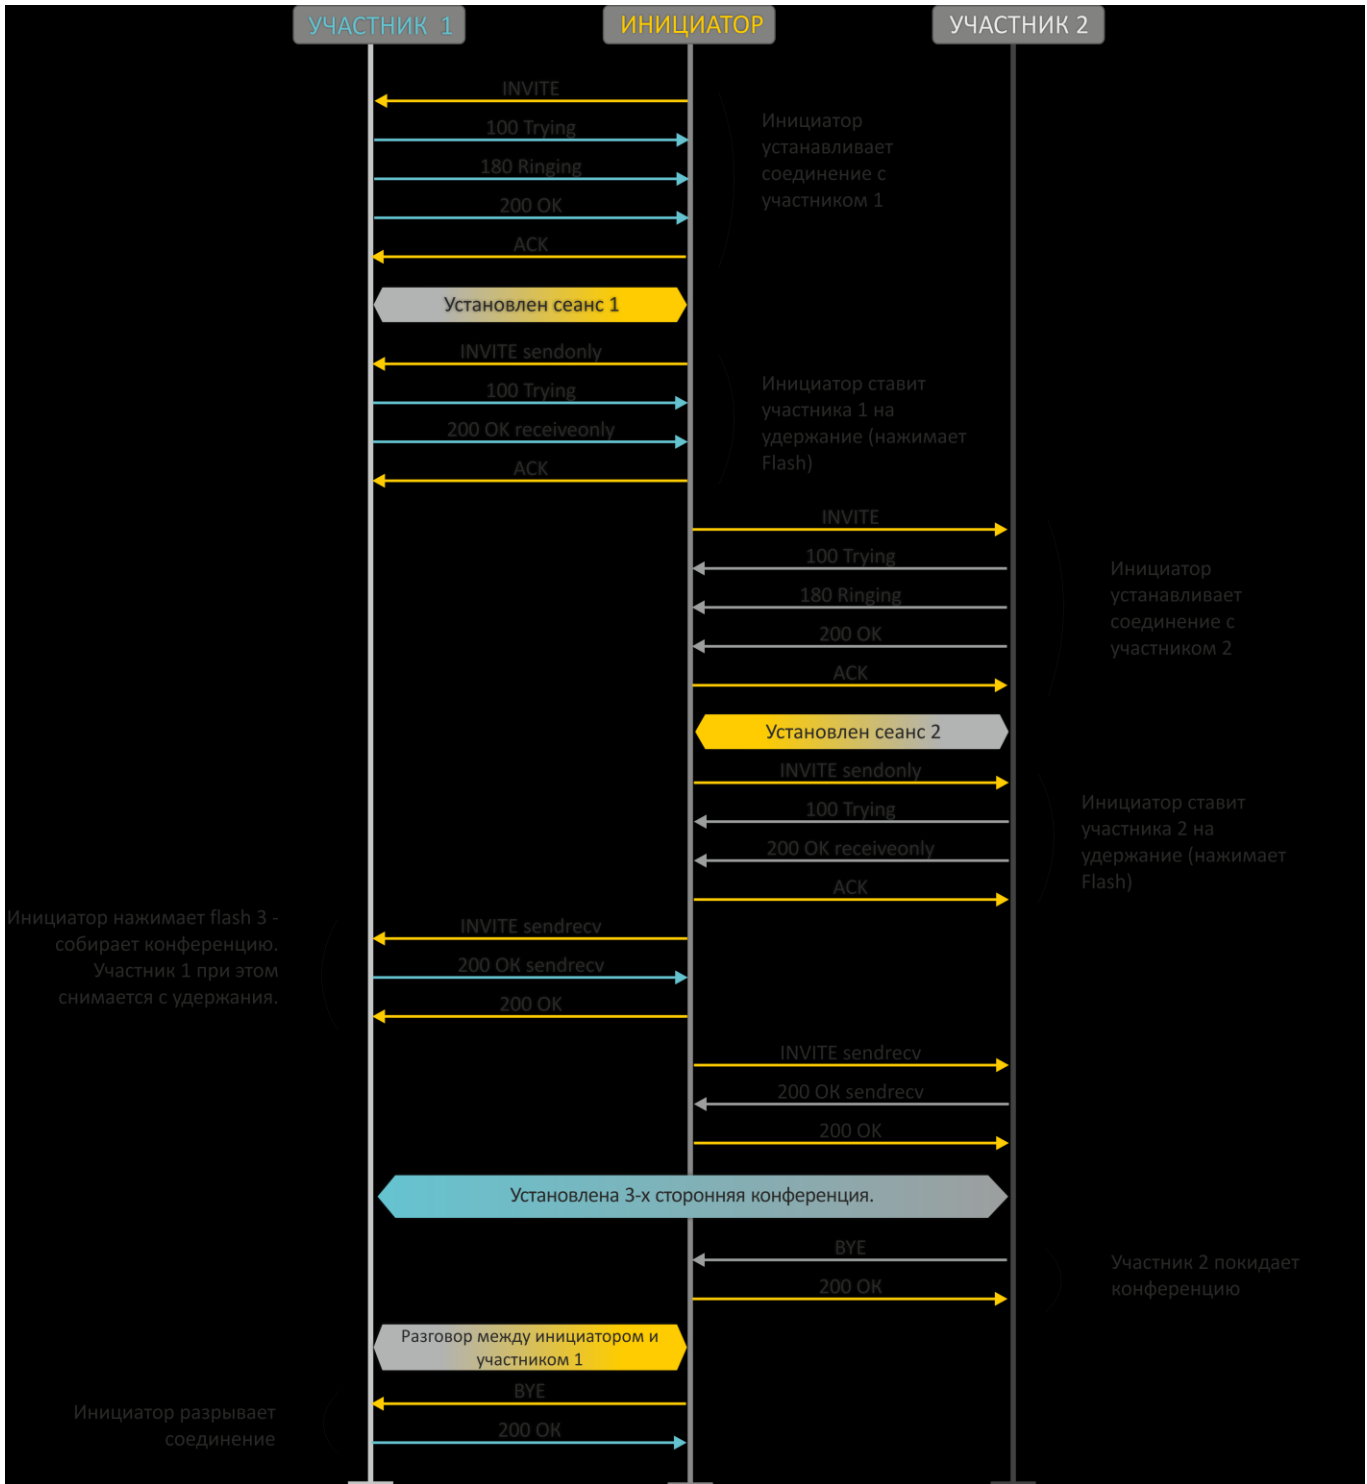 УЧАСТНИК 1
ИНИЦИАТОР
УЧАСТНИК 2
INVITE
100 Trying
180 Ringing
200 OK
ACK
Инициатор
устанавливает
соединение с
участником 1
Установлен сеанс 1
INVITE sendonly
100 Trying
200 OK receiveonly
ACK
Инициатор ставит
участника 1 на
удержание (нажимает
Flash)
INVITE
100 Trying
180 Ringing
200 OK
ACK
Инициатор
устанавливает
соединение с
участником 2
Установлен сеанс 2
INVITE sendonly
100 Trying
200 OK receiveonly
ACK
Инициатор ставит
участника 2 на
удержание (нажимает
Flash)
Инициатор нажимает flash 3 -
собирает конференцию.
Участник 1 при этом
снимается с удержания.
INVITE sendrecv
200 OK sendrecv
200 OK
INVITE sendrecv
200 OK sendrecv
200 OK
Установлена 3-х сторонняя конференция.
BYE
200 OK
Участник 2 покидает
конференцию
Разговор между инициатором и
участником 1
BYE
200 OK
Инициатор разрывает
соединение